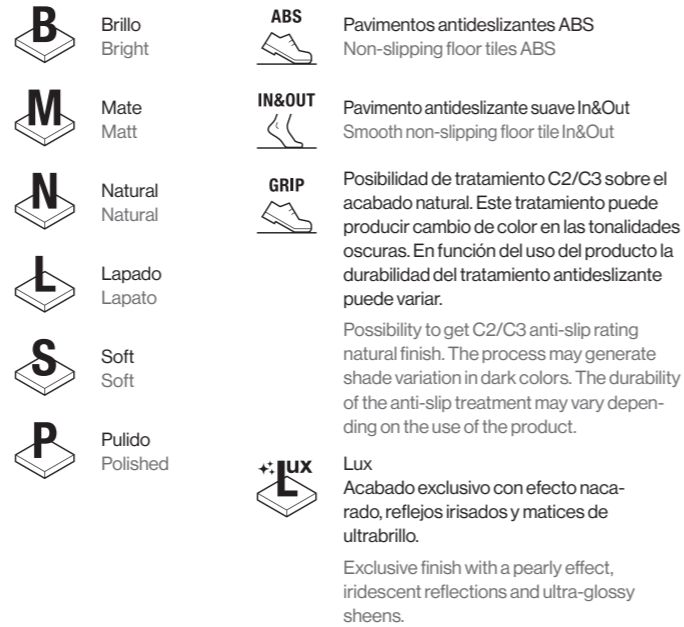 B
Brillo
Bright
M
Mate
Matt
N
Natural
Natural
L
Lapado
Lapato
S
Soft
Soft
P
Pulido
Polished
ABS
Pavimentos antideslizantes ABS
Non-slipping floor tiles ABS
IN&OUT
Pavimento antideslizante suave In&Out
Smooth non-slipping floor tile In&Out
GRIP
Posibilidad de tratamiento C2/C3 sobre el
acabado natural. Este tratamiento puede
producir cambio de color en las tonalidades
oscuras. En función del uso del producto la
durabilidad del tratamiento antideslizante
puede variar.
Possibility to get C2/C3 anti-slip rating
natural finish. The process may generate
shade variation in dark colors. The durability
of the anti-slip treatment may vary depen-
ding on the use of the product.
Lux
L
Lux
Acabado exclusivo con efecto naca-
rado, reflejos irisados y matices de
ultrabrillo.
Exclusive finish with a pearly effect,
iridescent reflections and ultra-glossy
sheens.